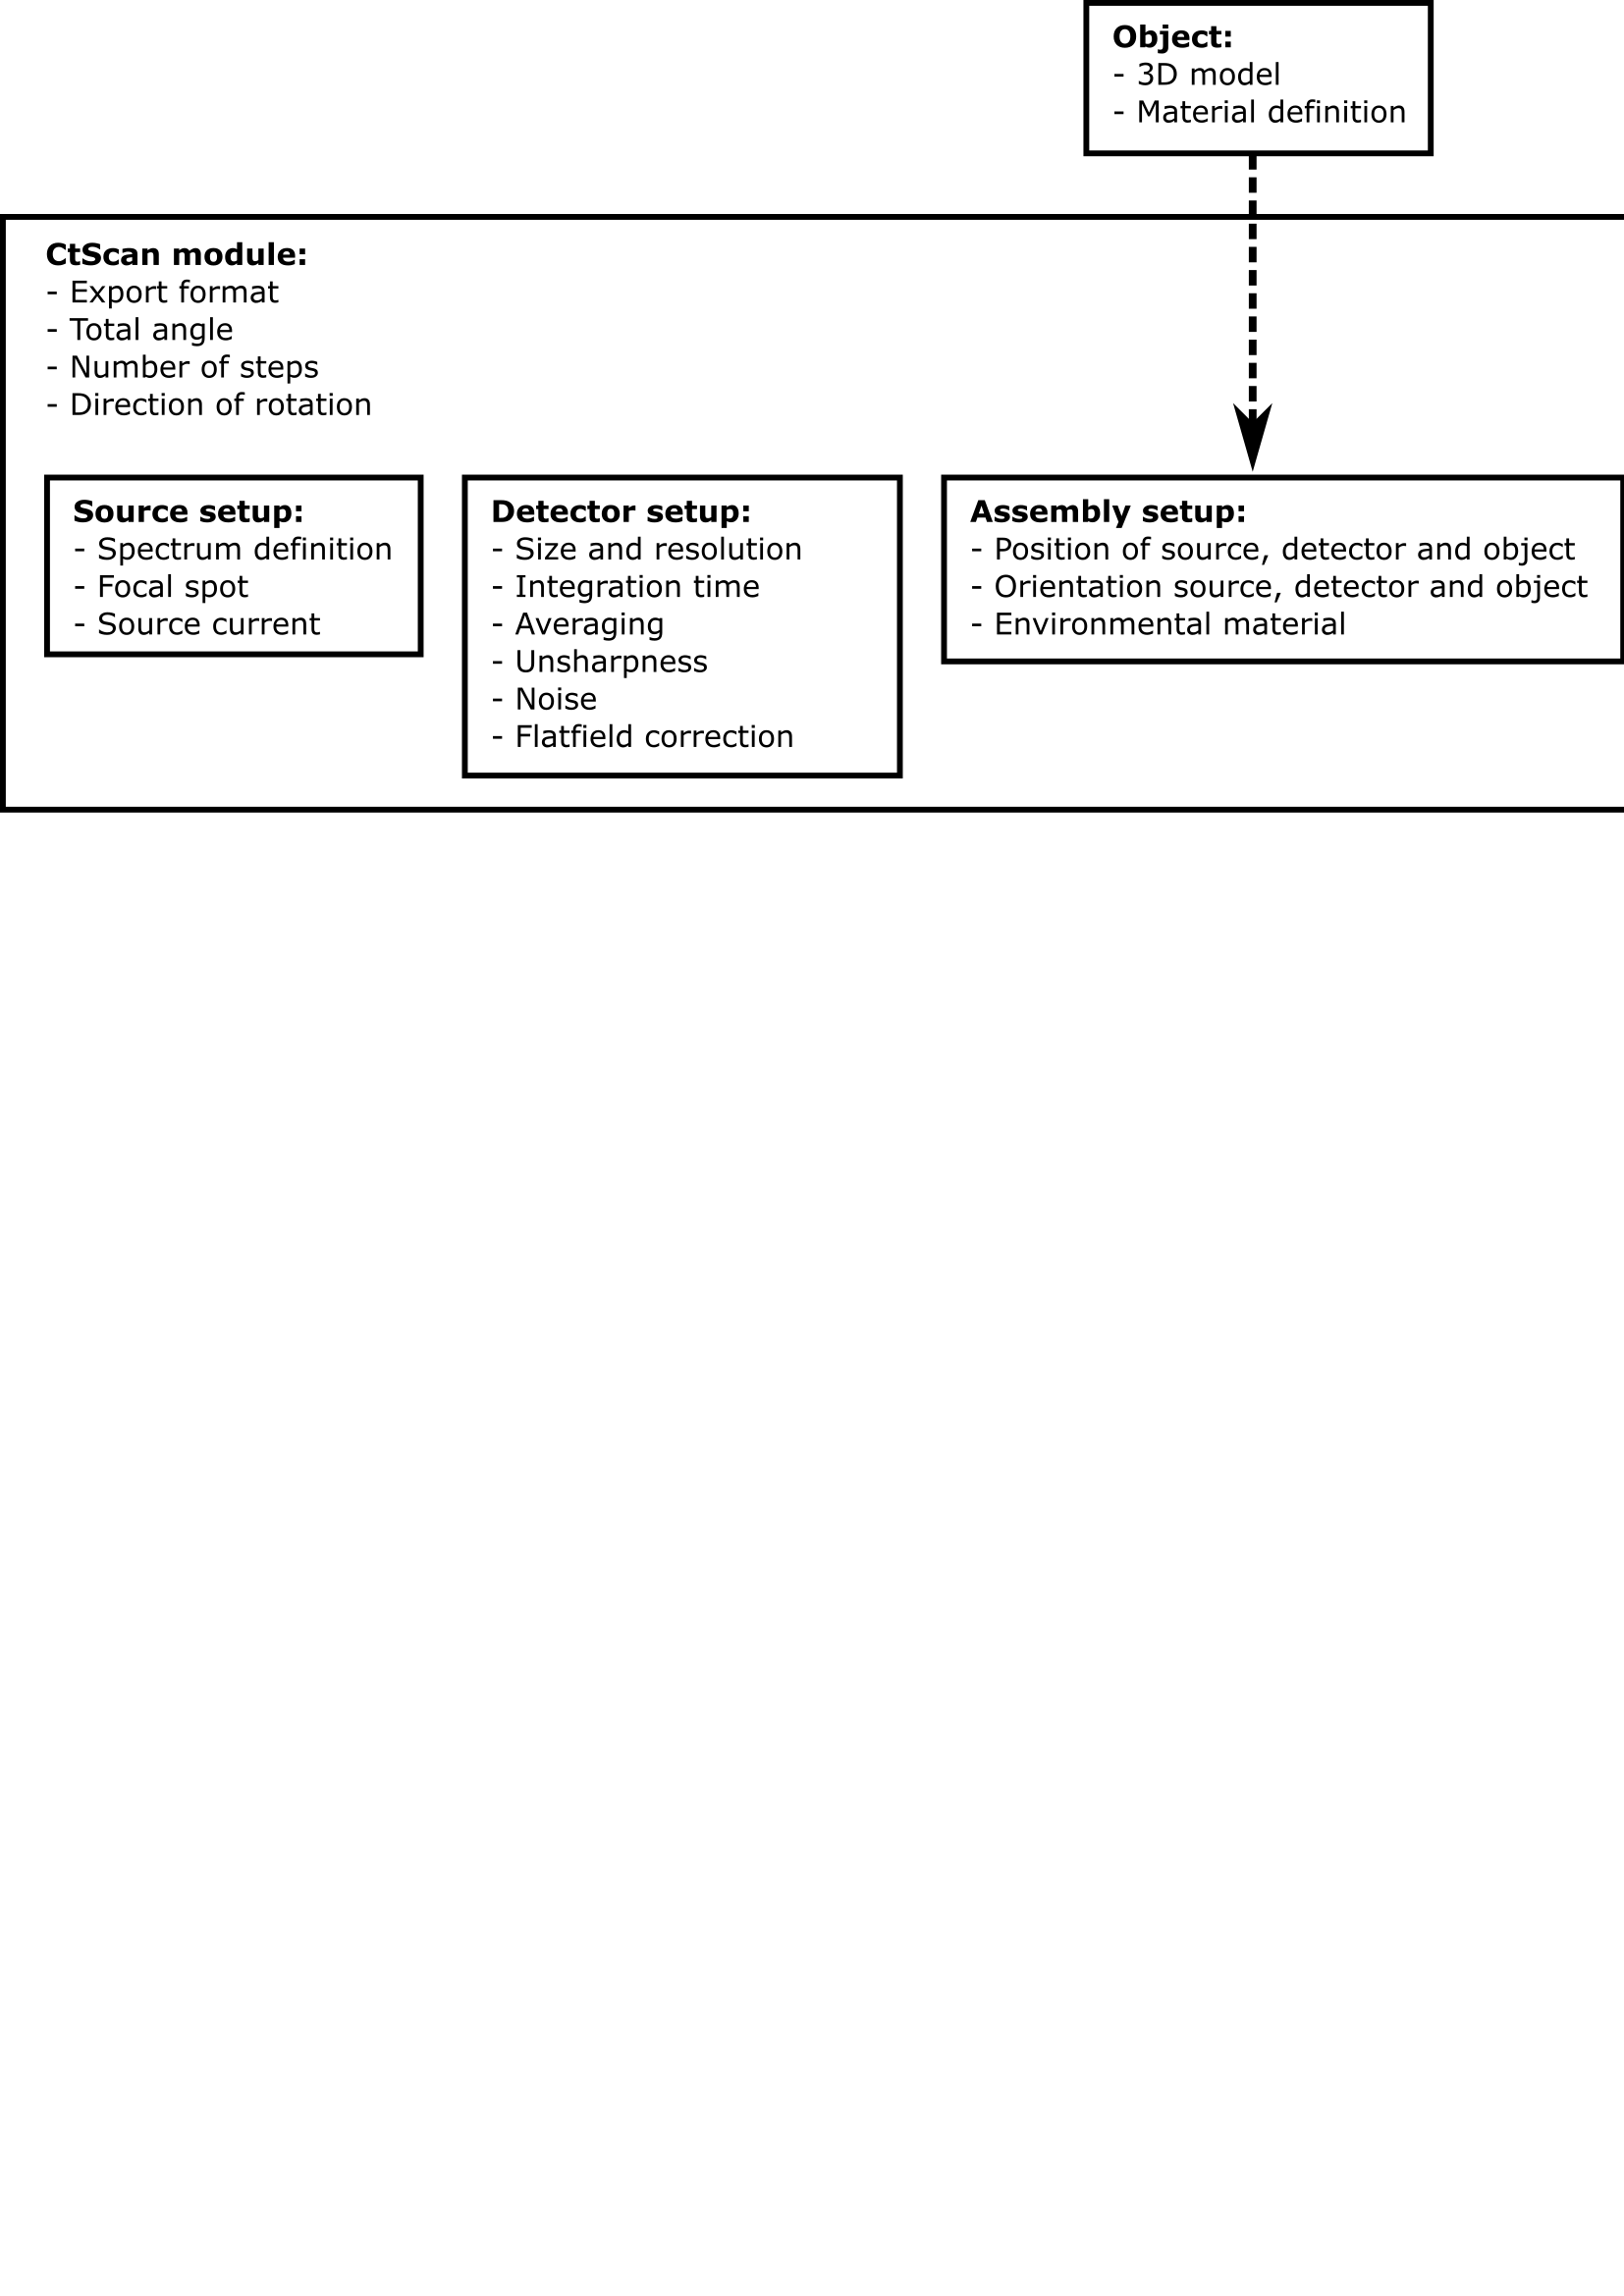 Object:
- 3D model
- Material definition
CtScan module:
- Export format
- Total angle
- Number of steps
- Direction of rotation
Source setup:
- Spectrum definition
- Focal spot
- Source current
Detector setup:
- Size and resolution
- Integration time
- Averaging
- Unsharpness
- Noise
- Flatfield correction
Assembly setup:
- Position of source, detector and object
- Orientation source, detector and object
- Environmental material